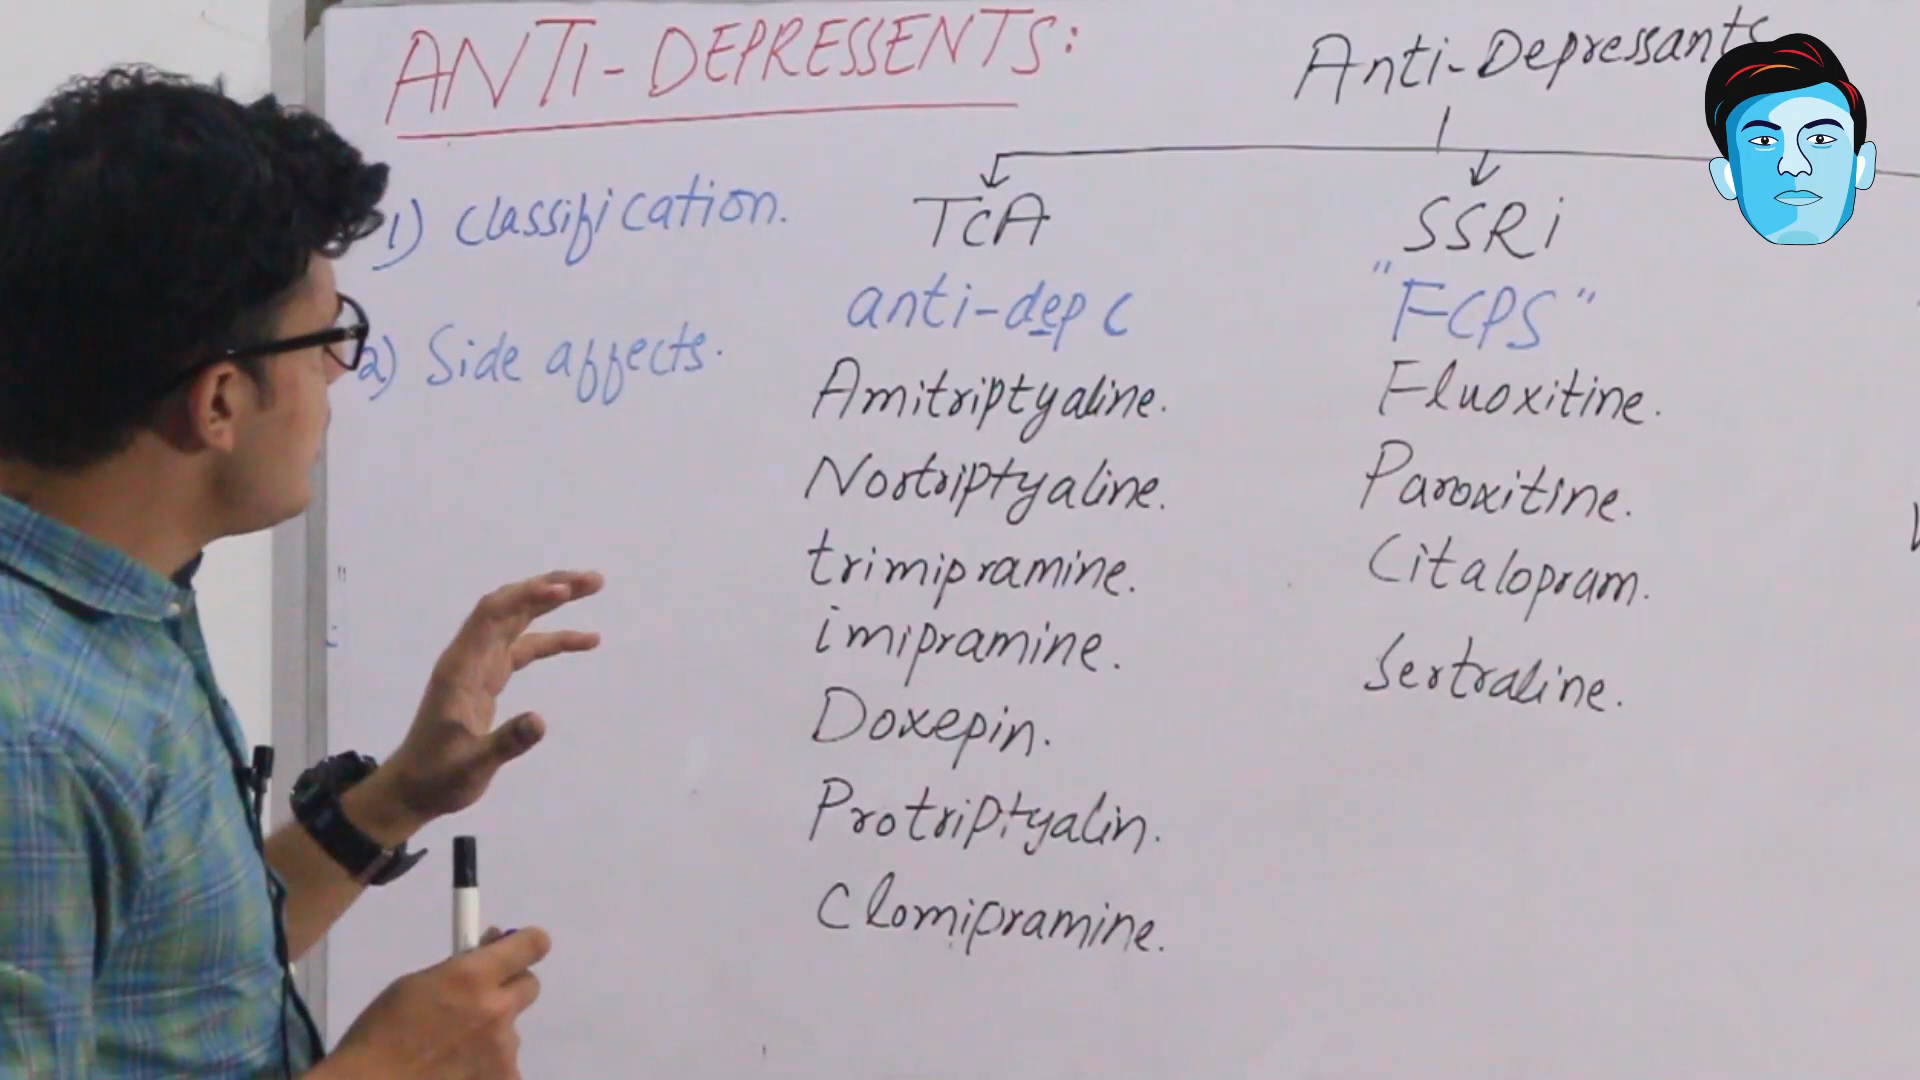 ANTI-DEPRESSENTS:
1) Classification.
2) Side affects.
Anti-Depressants
TCA
anti-dep C
Amitriptyaline.
Nortriptyaline.
trimipramine.
imipramine.
Doxepin.
Protriptyalin.
Clomipramine.
SSRi
"FCPS"
Fluoxitine.
Paroxitine.
Citalopram.
Sertraline.